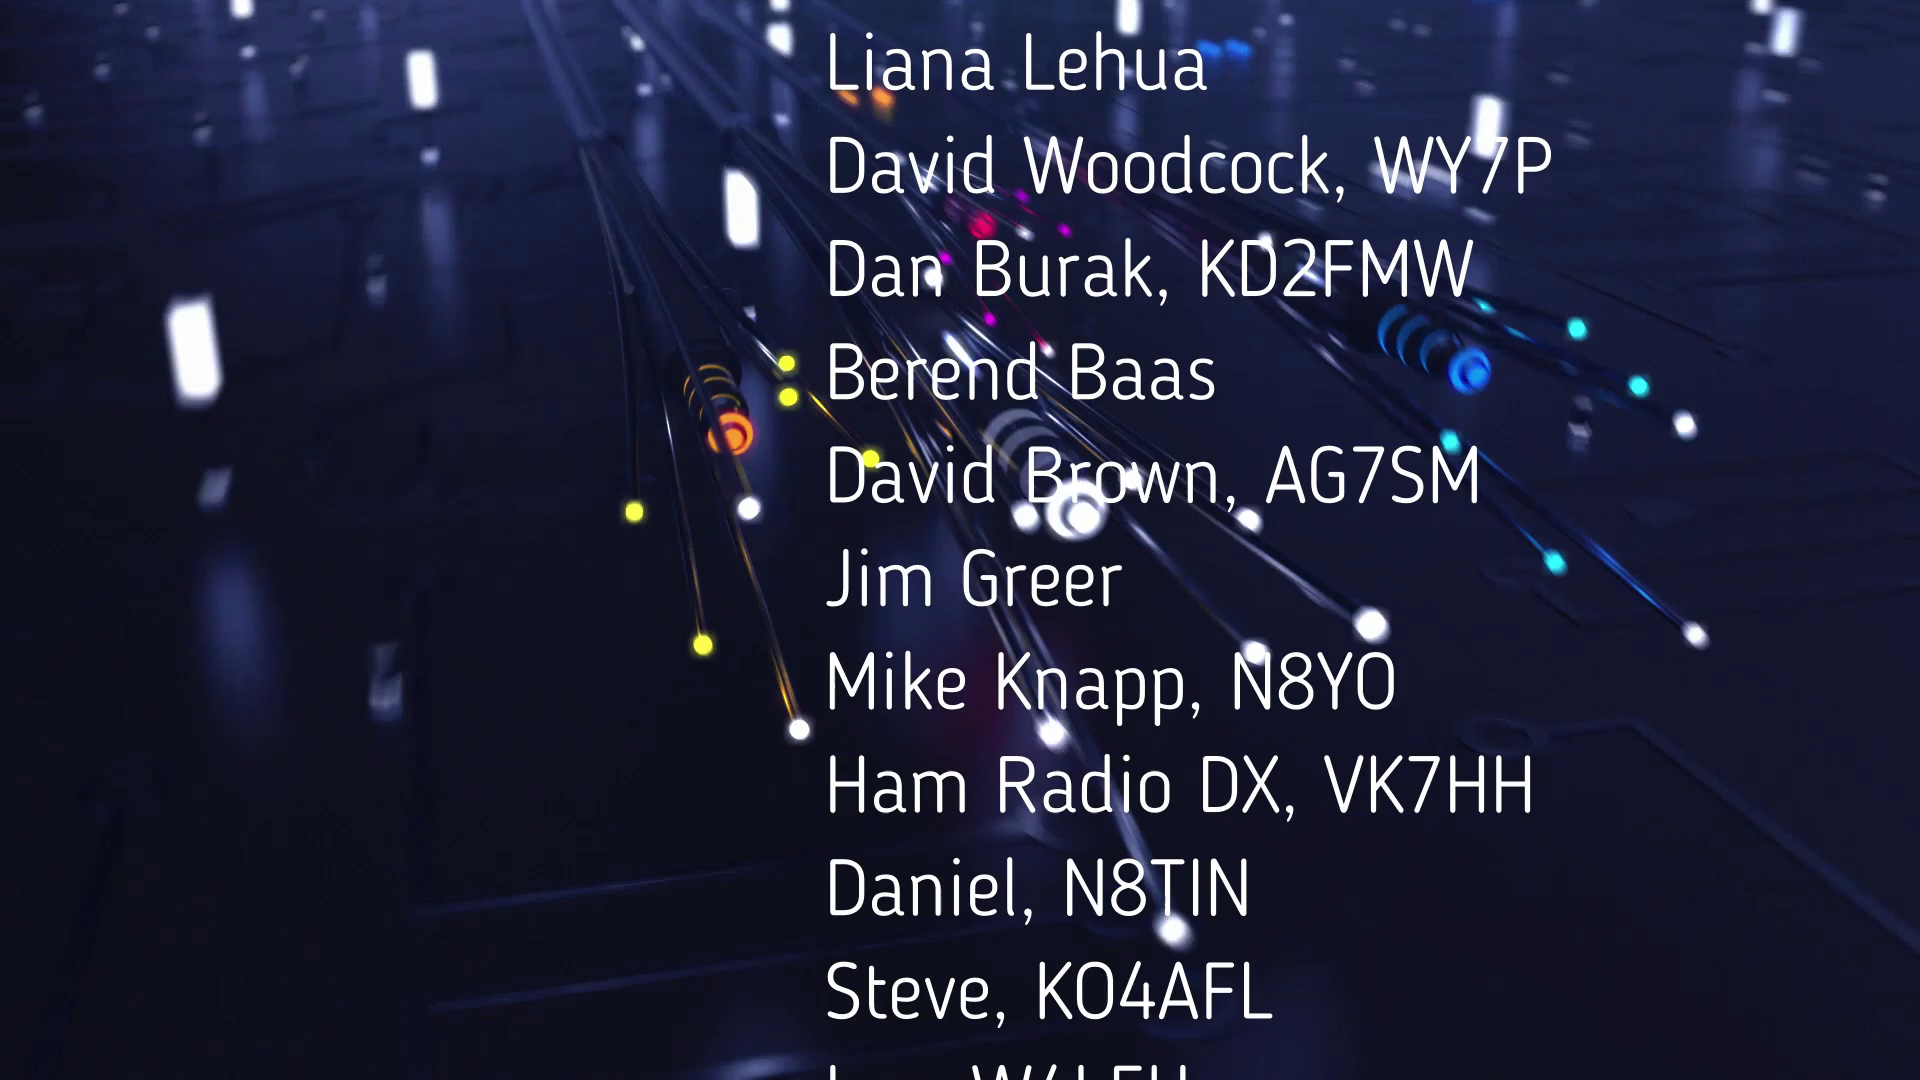 Liana Lehua
David Woodcock, WY7P
Dan Burak, KD2FMW
Berend Baas
David Brown, AG7SM
Jim Greer
Mike Knapp, N8YO
Ham Radio DX, VK7HH
Daniel, N8TIN
Steve, KO4AFL